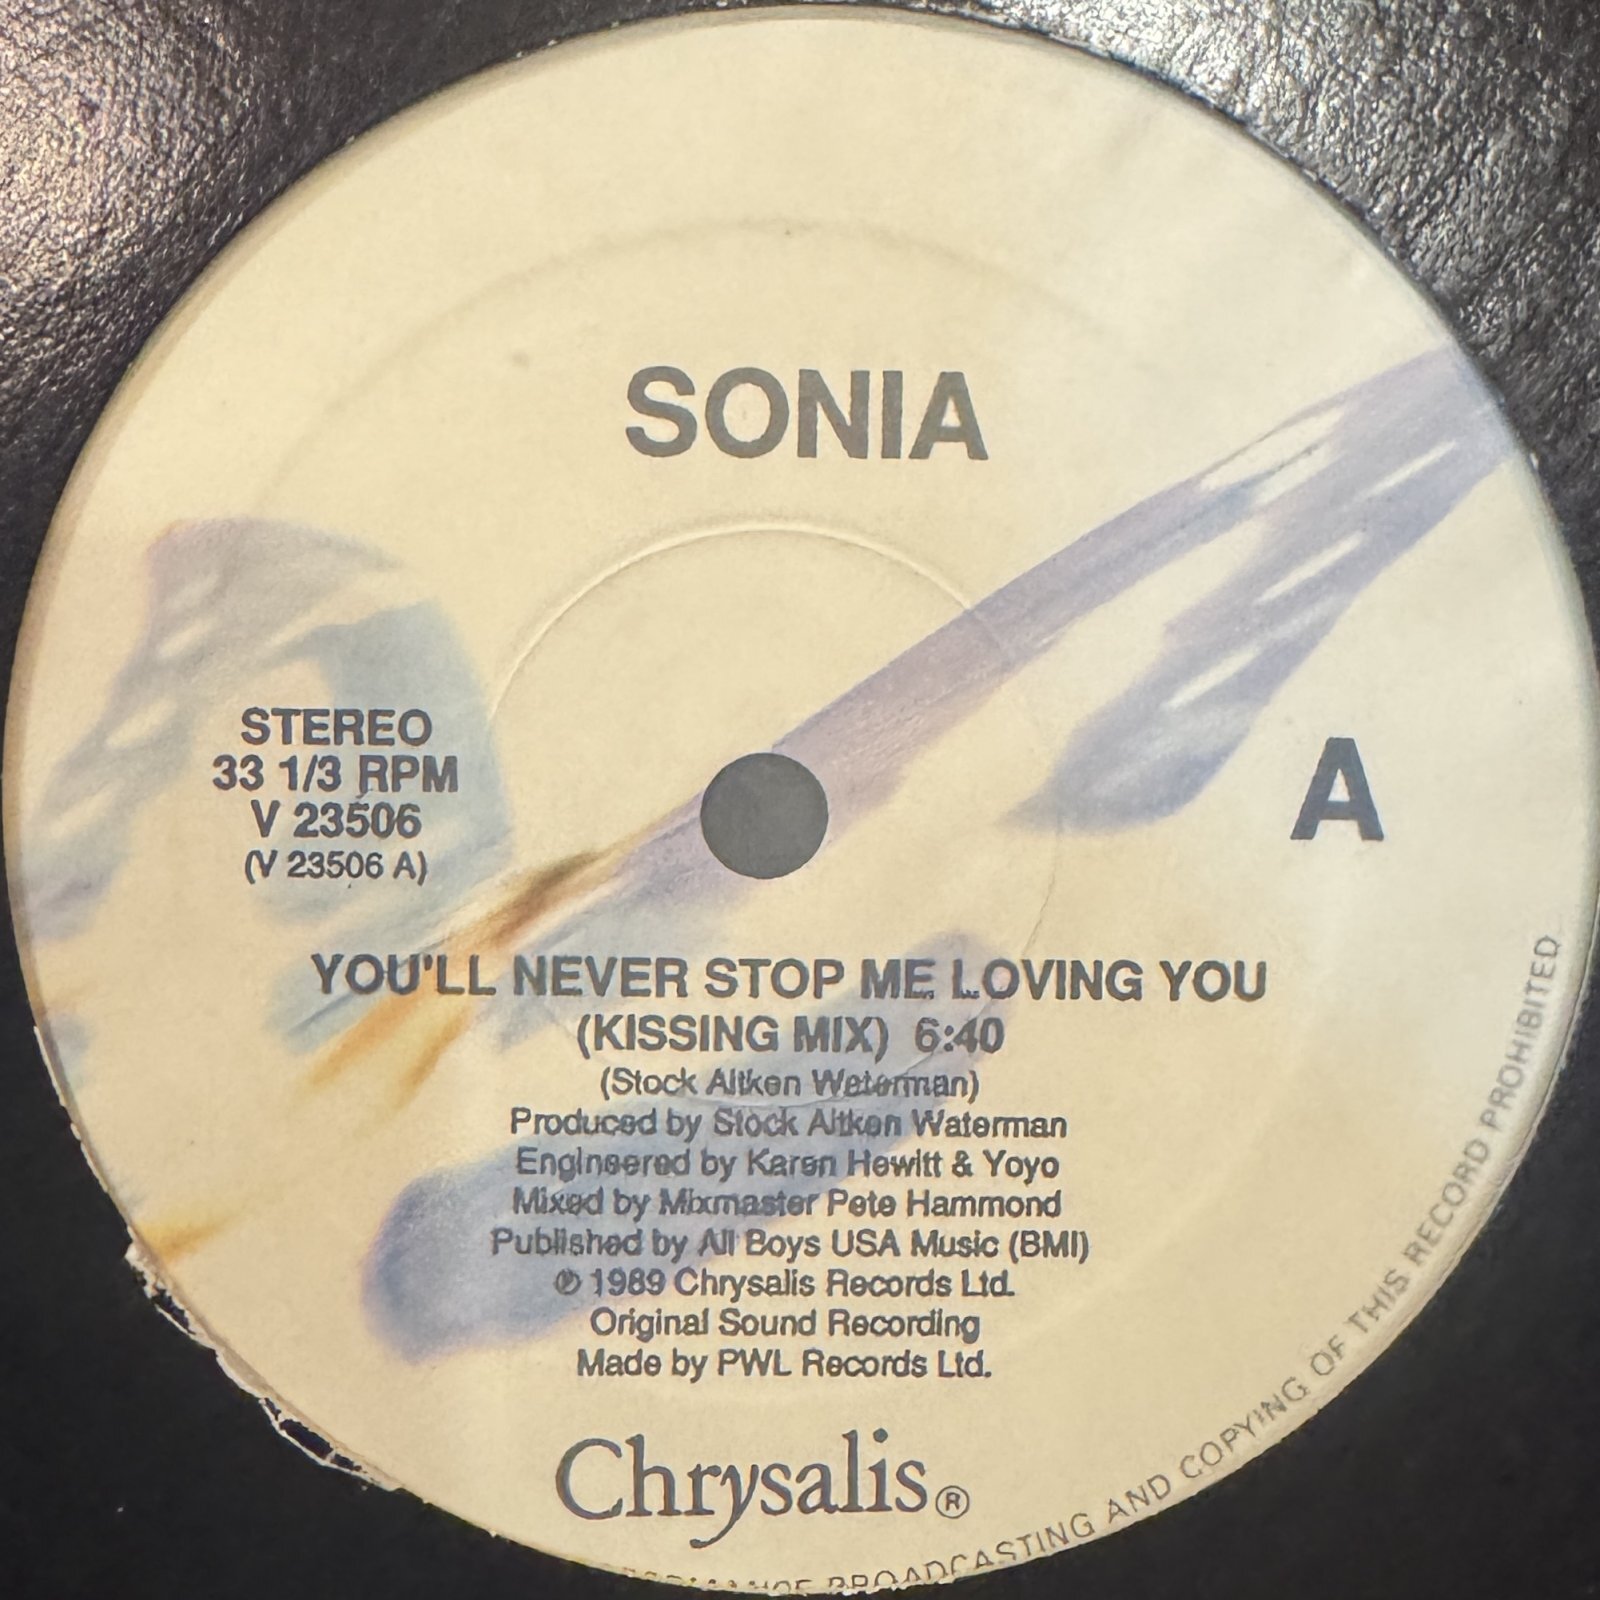 SONIA
STEREO
33 1/3 RPM
V 23506
(V 23506 A)
A
YOU'LL NEVER STOP ME LOVING YOU
(KISSING MIX) 6:40
(Stock Aitken Waterman)
Produced by Stock Aitken Waterman
Engineered by Karen Hewitt & Yoyo
Mixed by Mixmaster Pete Hammond
Published by All Boys USA Music (BMI)
℗ 1989 Chrysalis Records Ltd.
Original Sound Recording
Made by PWL Records Ltd.
Chrysalis®
BROADCASTING AND COPYING OF THIS RECORD PROHIBITED